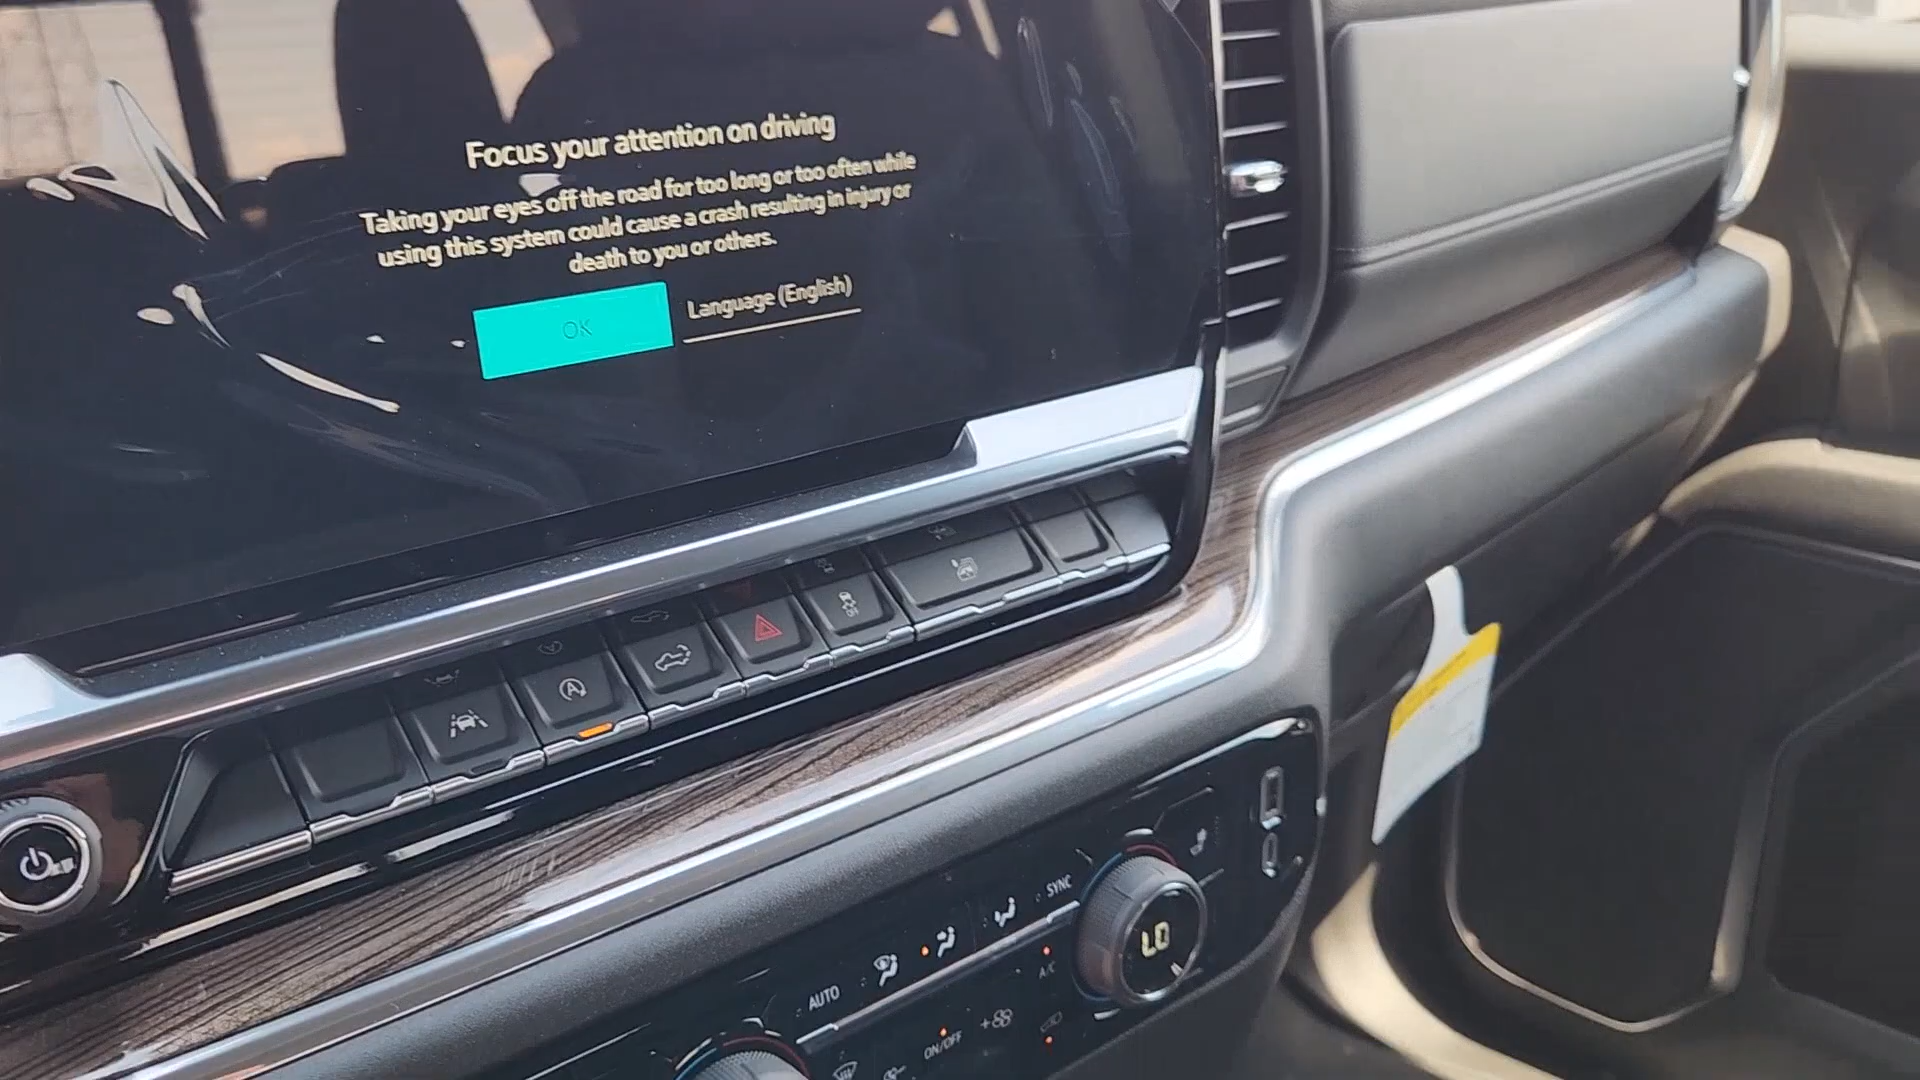 Focus your attention on driving
Taking your eyes off the road for too long or too often while
using this system could cause a crash resulting in injury or
death to you or others.
OK
Language (English)
A
SYNC
LO
A/C
AUTO
ON/OFF